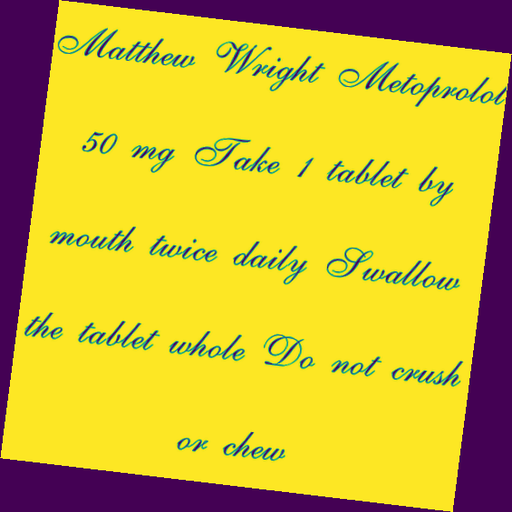 Matthew Wright Metoprolol
50 mg Take 1 tablet by
mouth twice daily Swallow
the tablet whole Do not crush
or chew